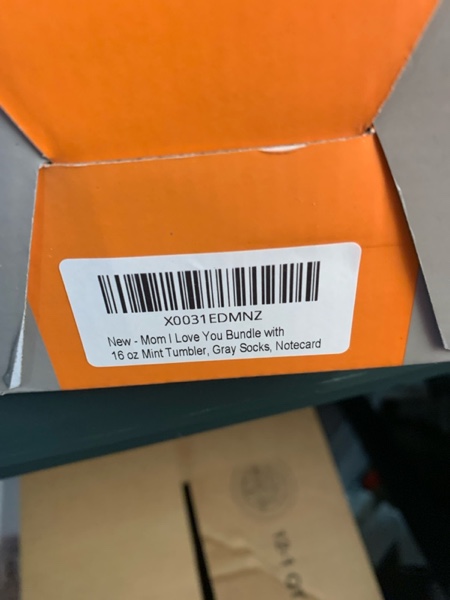 X0031EDMNZ
New - Mom I Love You Bundle with
16 oz Mint Tumbler, Gray Socks, Notecard